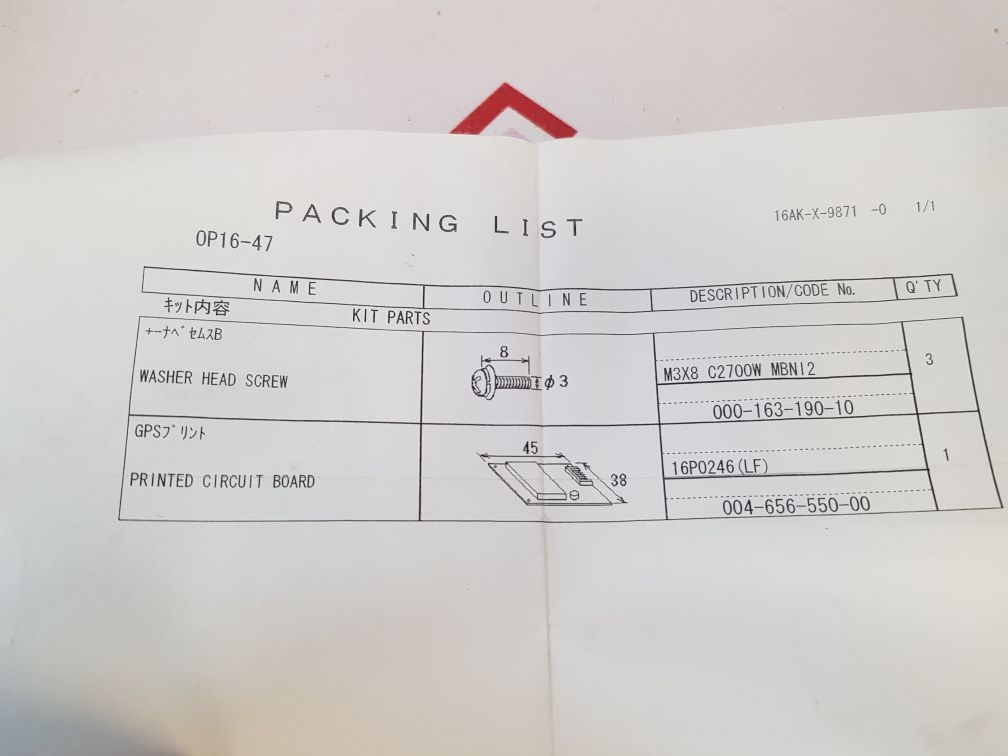 PACKING LIST
16AK-X-9871 -0 1/1
OP16-47
NAME OUTLINE DESCRIPTION/CODE No. Q'TY
ｷｯﾄ内容 KIT PARTS
+-ﾅﾍﾞｾﾑｽB
WASHER HEAD SCREW
8
φ3
M3X8 C2700W MBNI2
000-163-190-10
3
GPSﾌﾟﾘﾝﾄ
PRINTED CIRCUIT BOARD
45
38
16P0246(LF)
004-656-550-00
1